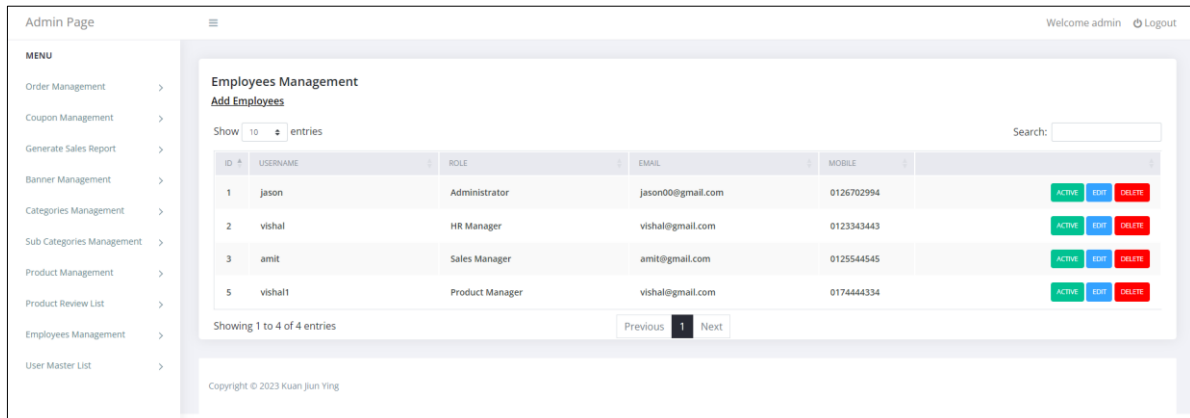 Admin Page
Welcome admin Logout
MENU
Order Management
Coupon Management
Generate Sales Report
Banner Management
Categories Management
Sub Categories Management
Product Management
Product Review List
Employees Management
User Master List
Employees Management
Add Employees
Show 10 entries
Search:
ID USERNAME ROLE EMAIL MOBILE
1 jason Administrator jason00@gmail.com 0126702994 ACTIVE EDIT DELETE
2 vishal HR Manager vishal@gmail.com 0123343443 ACTIVE EDIT DELETE
3 amit Sales Manager amit@gmail.com 0125544545 ACTIVE EDIT DELETE
5 vishal1 Product Manager vishal@gmail.com 0174444334 ACTIVE EDIT DELETE
Showing 1 to 4 of 4 entries
Previous 1 Next
Copyright © 2023 Kuan Jiun Ying